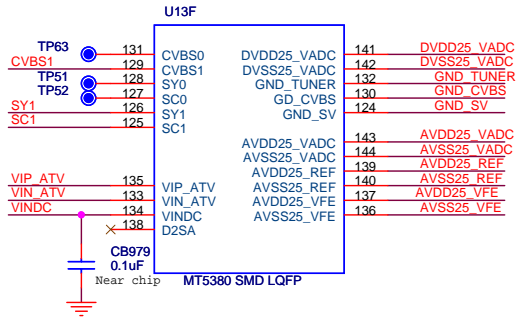 U13F
TP63 131 CVBS0 DVDD25_VADC 141 DVDD25_VADC
CVBS1 129 CVBS1 DVSS25_VADC 142 DVSS25_VADC
TP51 128 SY0 GND_TUNER 132 GND_TUNER
TP52 127 SC0 GD_CVBS 130 GND_CVBS
SY1 126 SY1 GND_SV 124 GND_SV
SC1 125 SC1
AVDD25_VADC 143 AVDD25_VADC
AVSS25_VADC 144 AVSS25_VADC
AVDD25_REF 139 AVDD25_REF
VIP_ATV 135 VIP_ATV AVSS25_REF 140 AVSS25_REF
VIN_ATV 133 VIN_ATV AVDD25_VFE 137 AVDD25_VFE
VINDC 134 VINDC AVSS25_VFE 136 AVSS25_VFE
138 D2SA
CB979
0.1uF
Near chip
MT5380 SMD LQFP